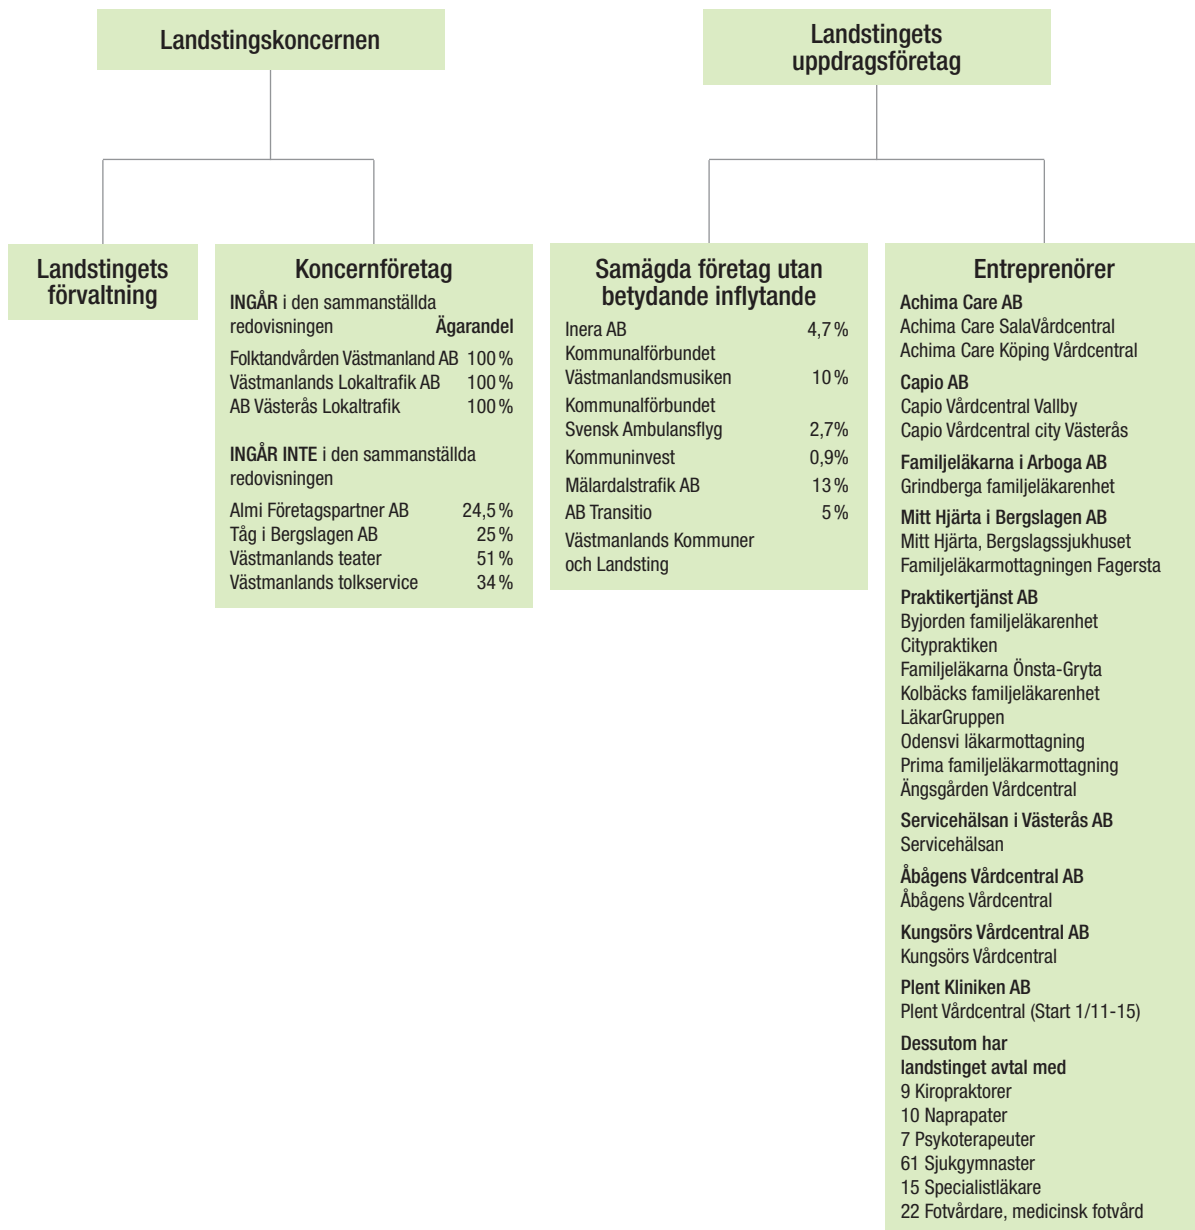 Landstingskoncernen
Landstingets
uppdragsföretag
Landstingets
förvaltning
Koncernföretag
INGÅR i den sammanställda
redovisningen Ägarandel
Folktandvården Västmanland AB 100 %
Västmanlands Lokaltrafik AB 100 %
AB Västerås Lokaltrafik 100 %
INGÅR INTE i den sammanställda
redovisningen
Almi Företagspartner AB 24,5 %
Tåg i Bergslagen AB 25 %
Västmanlands teater 51 %
Västmanlands tolkservice 34 %
Samägda företag utan
betydande inflytande
Inera AB 4,7 %
Kommunalförbundet
Västmanlandsmusiken 10 %
Kommunalförbundet
Svensk Ambulansflyg 2,7%
Kommuninvest 0,9%
Mälardalstrafik AB 13 %
AB Transitio 5 %
Västmanlands Kommuner
och Landsting
Entreprenörer
Achima Care AB
Achima Care SalaVårdcentral
Achima Care Köping Vårdcentral
Capio AB
Capio Vårdcentral Vallby
Capio Vårdcentral city Västerås
Familjeläkarna i Arboga AB
Grindberga familjeläkarenhet
Mitt Hjärta i Bergslagen AB
Mitt Hjärta, Bergslagssjukhuset
Familjeläkarmottagningen Fagersta
Praktikertjänst AB
Byjorden familjeläkarenhet
Citypraktiken
Familjeläkarna Önsta-Gryta
Kolbäcks familjeläkarenhet
LäkarGruppen
Odensvi läkarmottagning
Prima familjeläkarmottagning
Ängsgården Vårdcentral
Servicehälsan i Västerås AB
Servicehälsan
Åbågens Vårdcentral AB
Åbågens Vårdcentral
Kungsörs Vårdcentral AB
Kungsörs Vårdcentral
Plent Kliniken AB
Plent Vårdcentral (Start 1/11-15)
Dessutom har
landstinget avtal med
9 Kiropraktorer
10 Naprapater
7 Psykoterapeuter
61 Sjukgymnaster
15 Specialistläkare
22 Fotvårdare, medicinsk fotvård